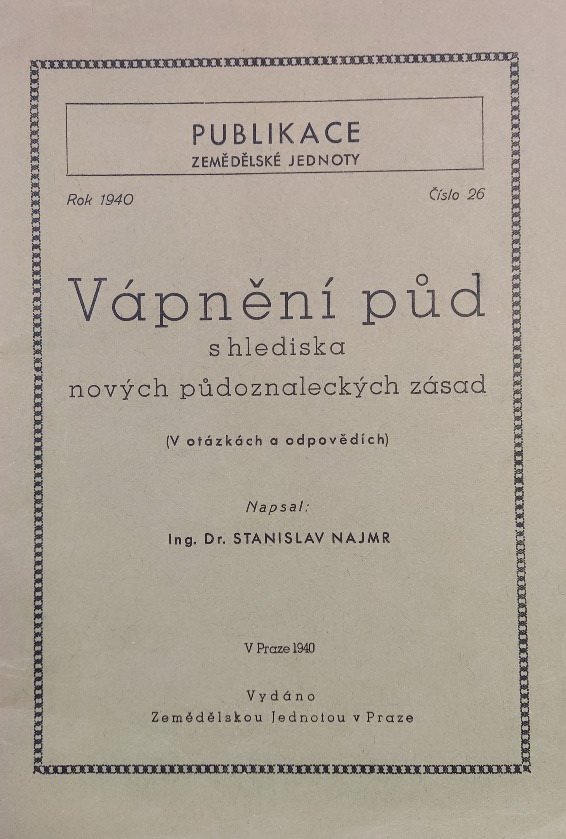 PUBLIKACE
ZEMĚDĚLSKÉ JEDNOTY
Rok 1940
Číslo 26
Vápnění půd
s hlediska
nových půdoznaleckých zásad
(V otázkách a odpovědích)
Napsal:
Ing. Dr. STANISLAV NAJMR
V Praze 1940
Vydáno
Zemědělskou Jednotou v Praze